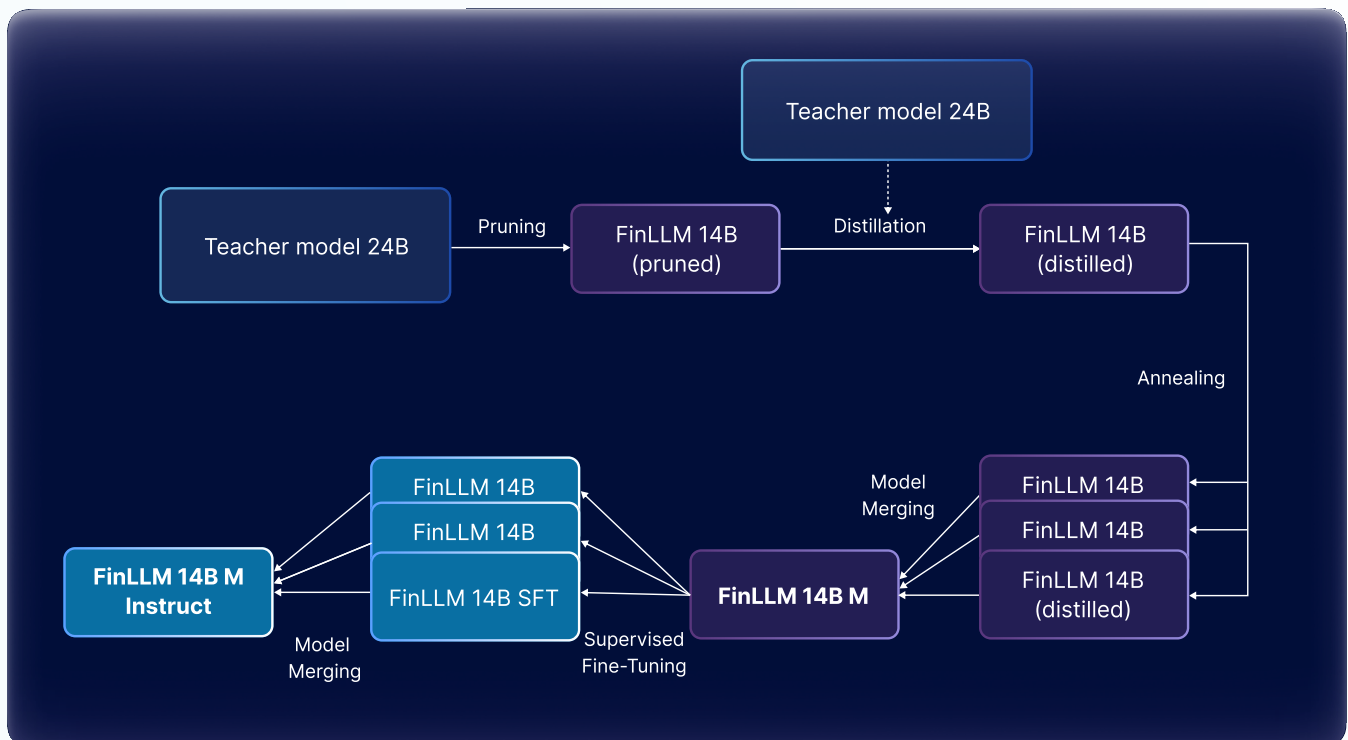 Teacher model 24B
Teacher model 24B
Pruning
FinLLM 14B
(pruned)
Distillation
FinLLM 14B
(distilled)
Annealing
FinLLM 14B
FinLLM 14B
FinLLM 14B
(distilled)
Model
Merging
FinLLM 14B M
Supervised
Fine-Tuning
FinLLM 14B
FinLLM 14B
FinLLM 14B SFT
Model
Merging
FinLLM 14B M
Instruct